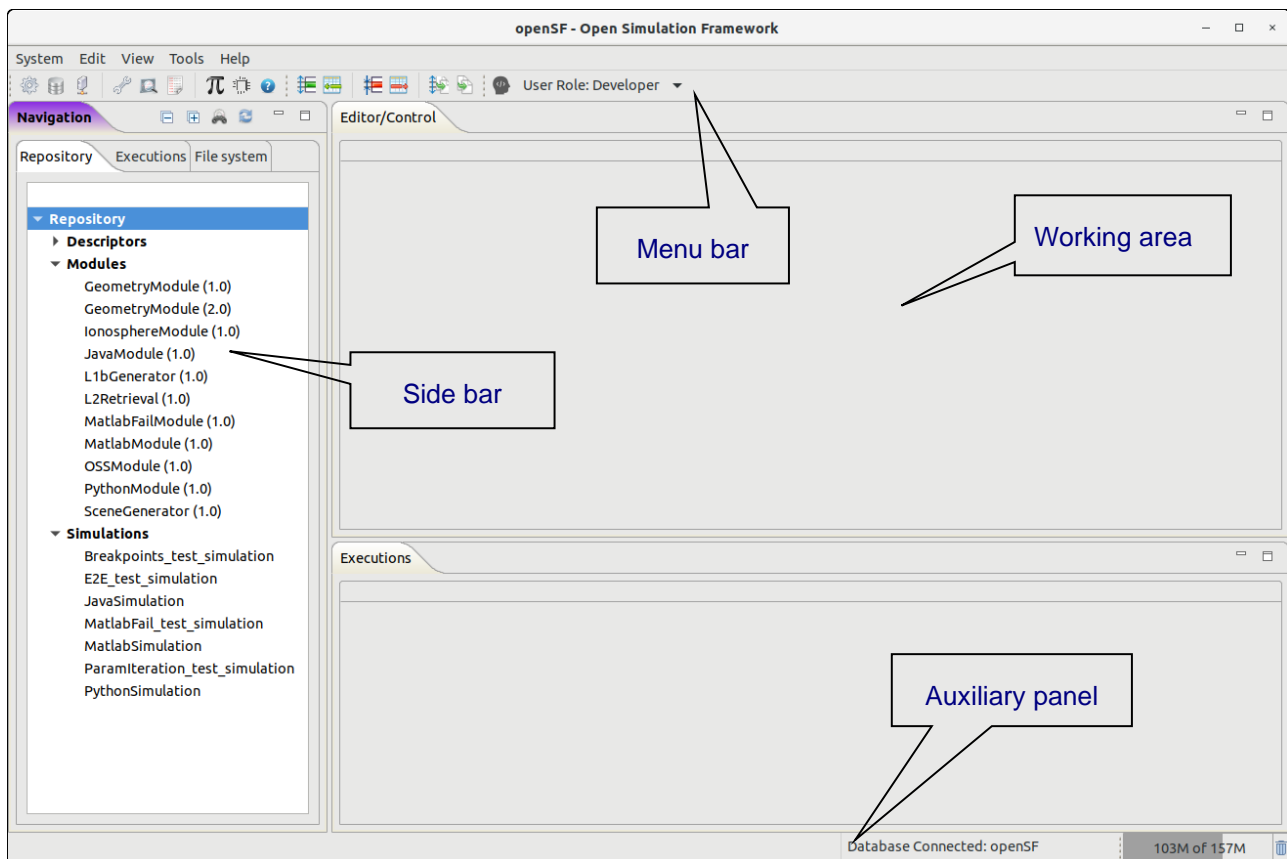 openSF - Open Simulation Framework
System Edit View Tools Help
User Role: Developer
Navigation
Editor/Control
Repository Executions File system
Repository
Descriptors
Modules
GeometryModule (1.0)
GeometryModule (2.0)
IonosphereModule (1.0)
JavaModule (1.0)
L1bGenerator (1.0)
L2Retrieval (1.0)
MatlabFailModule (1.0)
MatlabModule (1.0)
OSSModule (1.0)
PythonModule (1.0)
SceneGenerator (1.0)
Simulations
Breakpoints_test_simulation
E2E_test_simulation
JavaSimulation
MatlabFail_test_simulation
MatlabSimulation
ParamIteration_test_simulation
PythonSimulation
Menu bar
Working area
Side bar
Executions
Auxiliary panel
Database Connected: openSF
103M of 157M